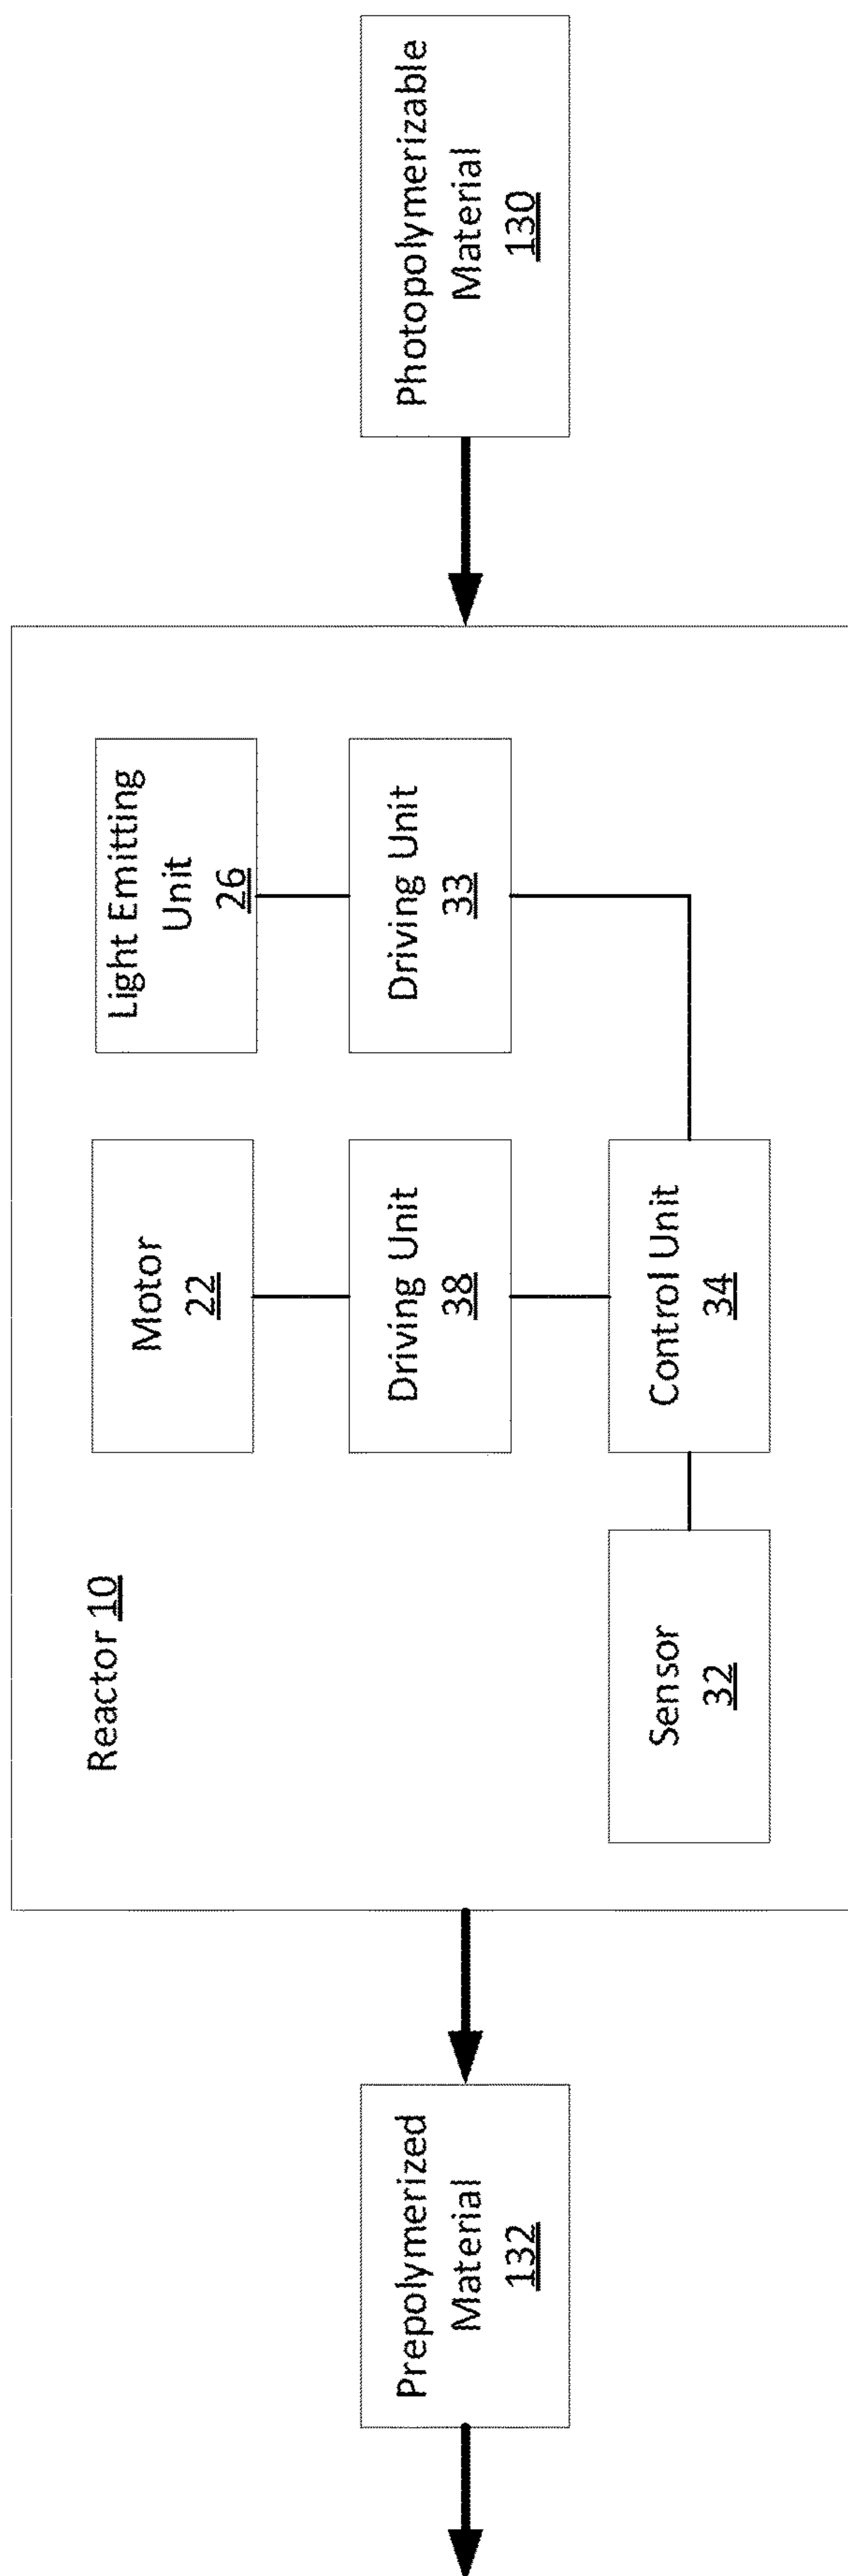 Prepolymerized
Material
132
Reactor 10
Motor
22
Light Emitting
Unit
26
Driving Unit
38
Driving Unit
33
Sensor
32
Control Unit
34
Photopolymerizable
Material
130